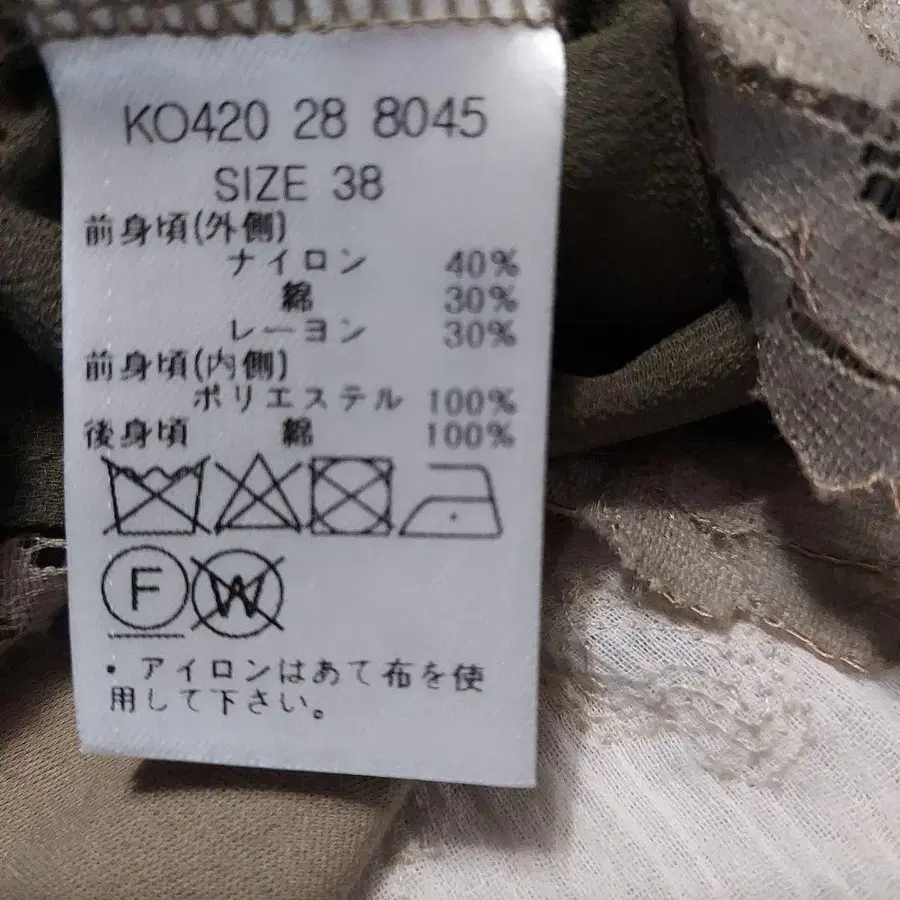 KO420 28 8045
SIZE 38
前身頃(外側)
ナイロン 40%
綿 30%
レーヨン 30%
前身頃(内側)
ポリエステル 100%
後身頃 綿 100%
F W
・アイロンはあて布を使
用して下さい。